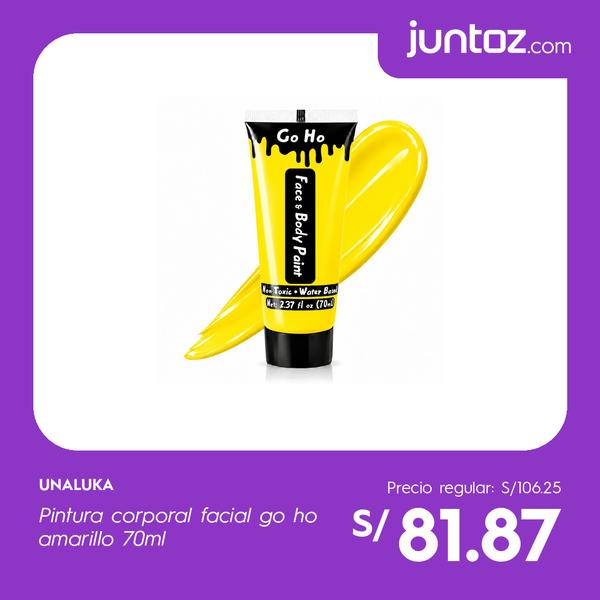 juntoz.com
Go Ho
Face & Body Paint
Non Toxic • Water Based
Net: 2.37 fl oz (70mL)
UNALUKA
Pintura corporal facial go ho
amarillo 70ml
Precio regular: S/106.25
S/ 81.87